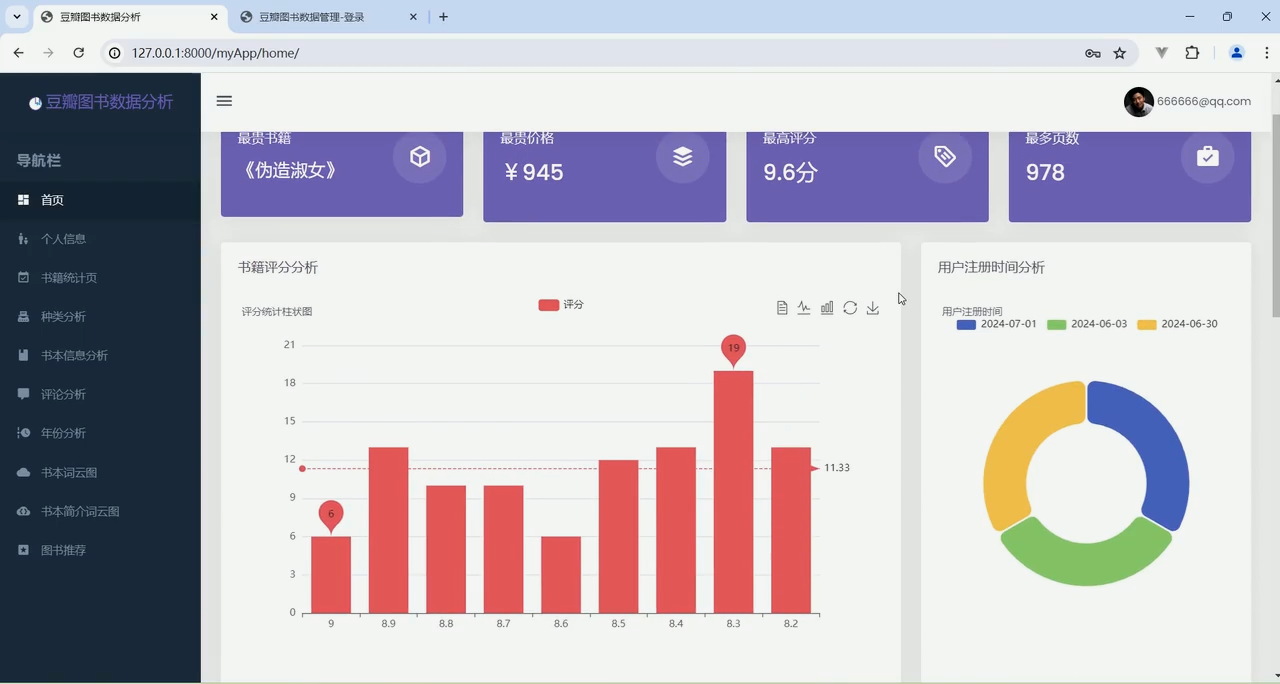 豆瓣图书数据分析
豆瓣图书数据管理-登录
127.0.0.1:8000/myApp/home/
豆瓣图书数据分析
666666@qq.com
导航栏
首页
个人信息
书籍统计页
种类分析
书本信息分析
评论分析
年份分析
书本词云图
书本简介词云图
图书推荐
最贵书籍
《伪造淑女》
最贵价格
¥945
最高评分
9.6分
最多页数
978
书籍评分分析
评分统计柱状图
评分
21
18
15
12
9
6
3
0
6
19
11.33
9 8.9 8.8 8.7 8.6 8.5 8.4 8.3 8.2
用户注册时间分析
用户注册时间
2024-07-01 2024-06-03 2024-06-30